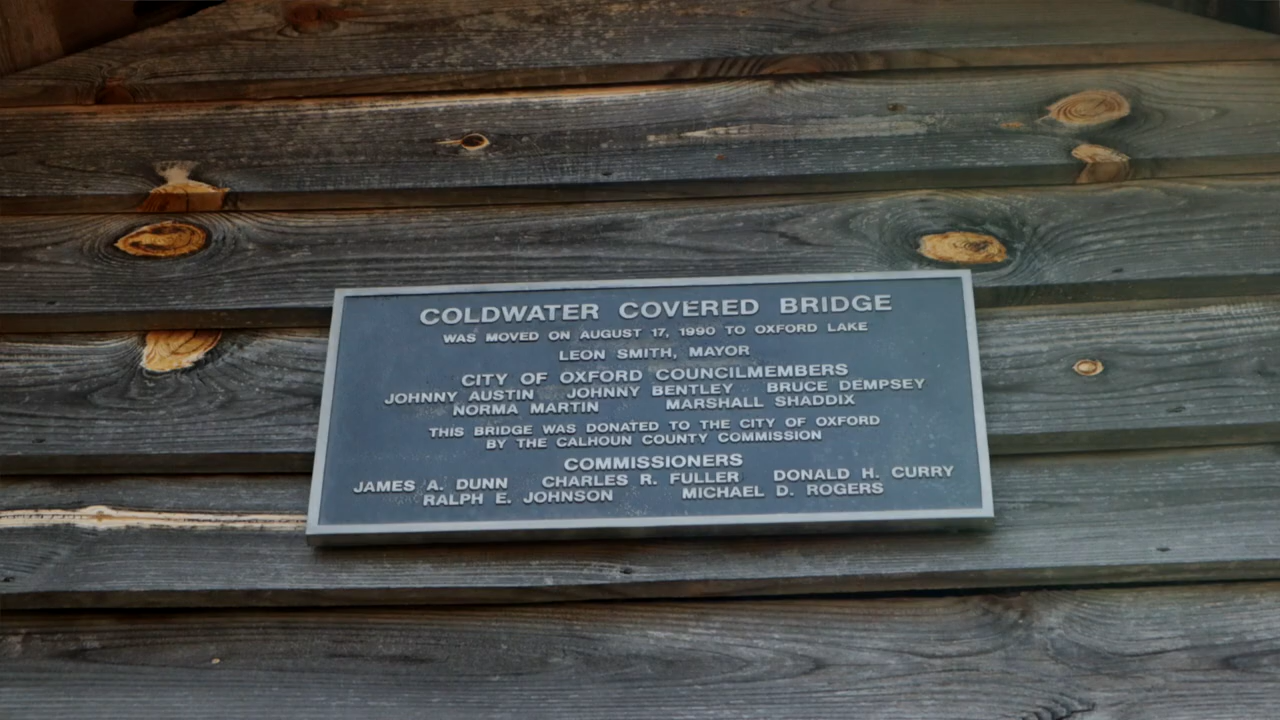 COLDWATER COVERED BRIDGE
WAS MOVED ON AUGUST 17, 1990 TO OXFORD LAKE
LEON SMITH, MAYOR
CITY OF OXFORD COUNCILMEMBERS
JOHNNY AUSTIN JOHNNY BENTLEY BRUCE DEMPSEY
NORMA MARTIN MARSHALL SHADDIX
THIS BRIDGE WAS DONATED TO THE CITY OF OXFORD
BY THE CALHOUN COUNTY COMMISSION
COMMISSIONERS
JAMES A. DUNN CHARLES R. FULLER DONALD H. CURRY
RALPH E. JOHNSON MICHAEL D. ROGERS